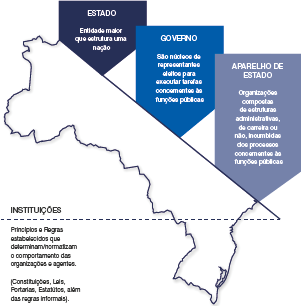 ESTADO
Entidade maior
que estrutura uma
nação
GOVERNO
São núcleos de
representantes
eleitos para
executar tarefas
concernentes às
funções públicas
APARELHO DE
ESTADO
Organizações
compostas
de estruturas
administrativas,
de carreira ou
não, incumbidas
dos processos
concernentes às
funções públicas
INSTITUIÇÕES
Princípios e Regras
estabelecidos que
determinam/normatizam
o comportamento das
organizações e agentes.
(Constituições, Leis,
Portarias, Estatutos, além
das regras informais).